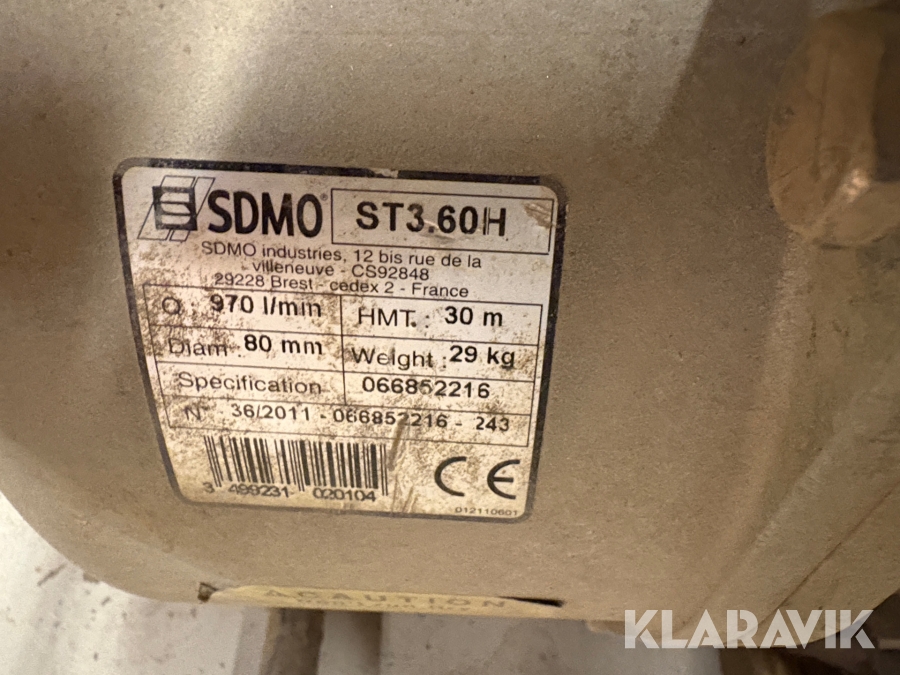 SDMO®
ST3.60H
SDMO industries, 12 bis rue de la
villeneuve - CS92848
29228 Brest - cedex 2 - France
Q : 970 l/min
HMT. : 30 m
Diam : 80 mm
Weight : 29 kg
Specification
066852216
N° 36/2011 - 066852216 - 243
3 499231 020104
CE
012110601
CAUTION
KLARAVIK